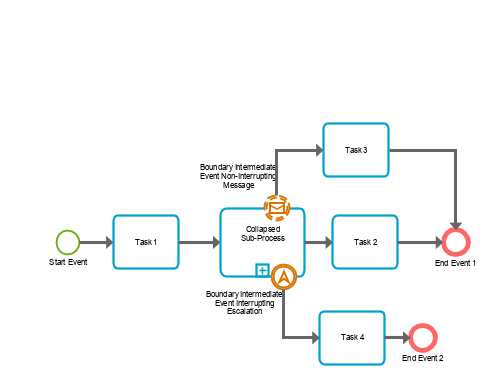 Task 3
Boundary Intermediate
Event Non-Interrupting
Message
Collapsed
Sub-Process
Task 1
Task 2
Start Event
End Event 1
Boundary Intermediate
Event Interrupting
Escalation
Task 4
End Event 2